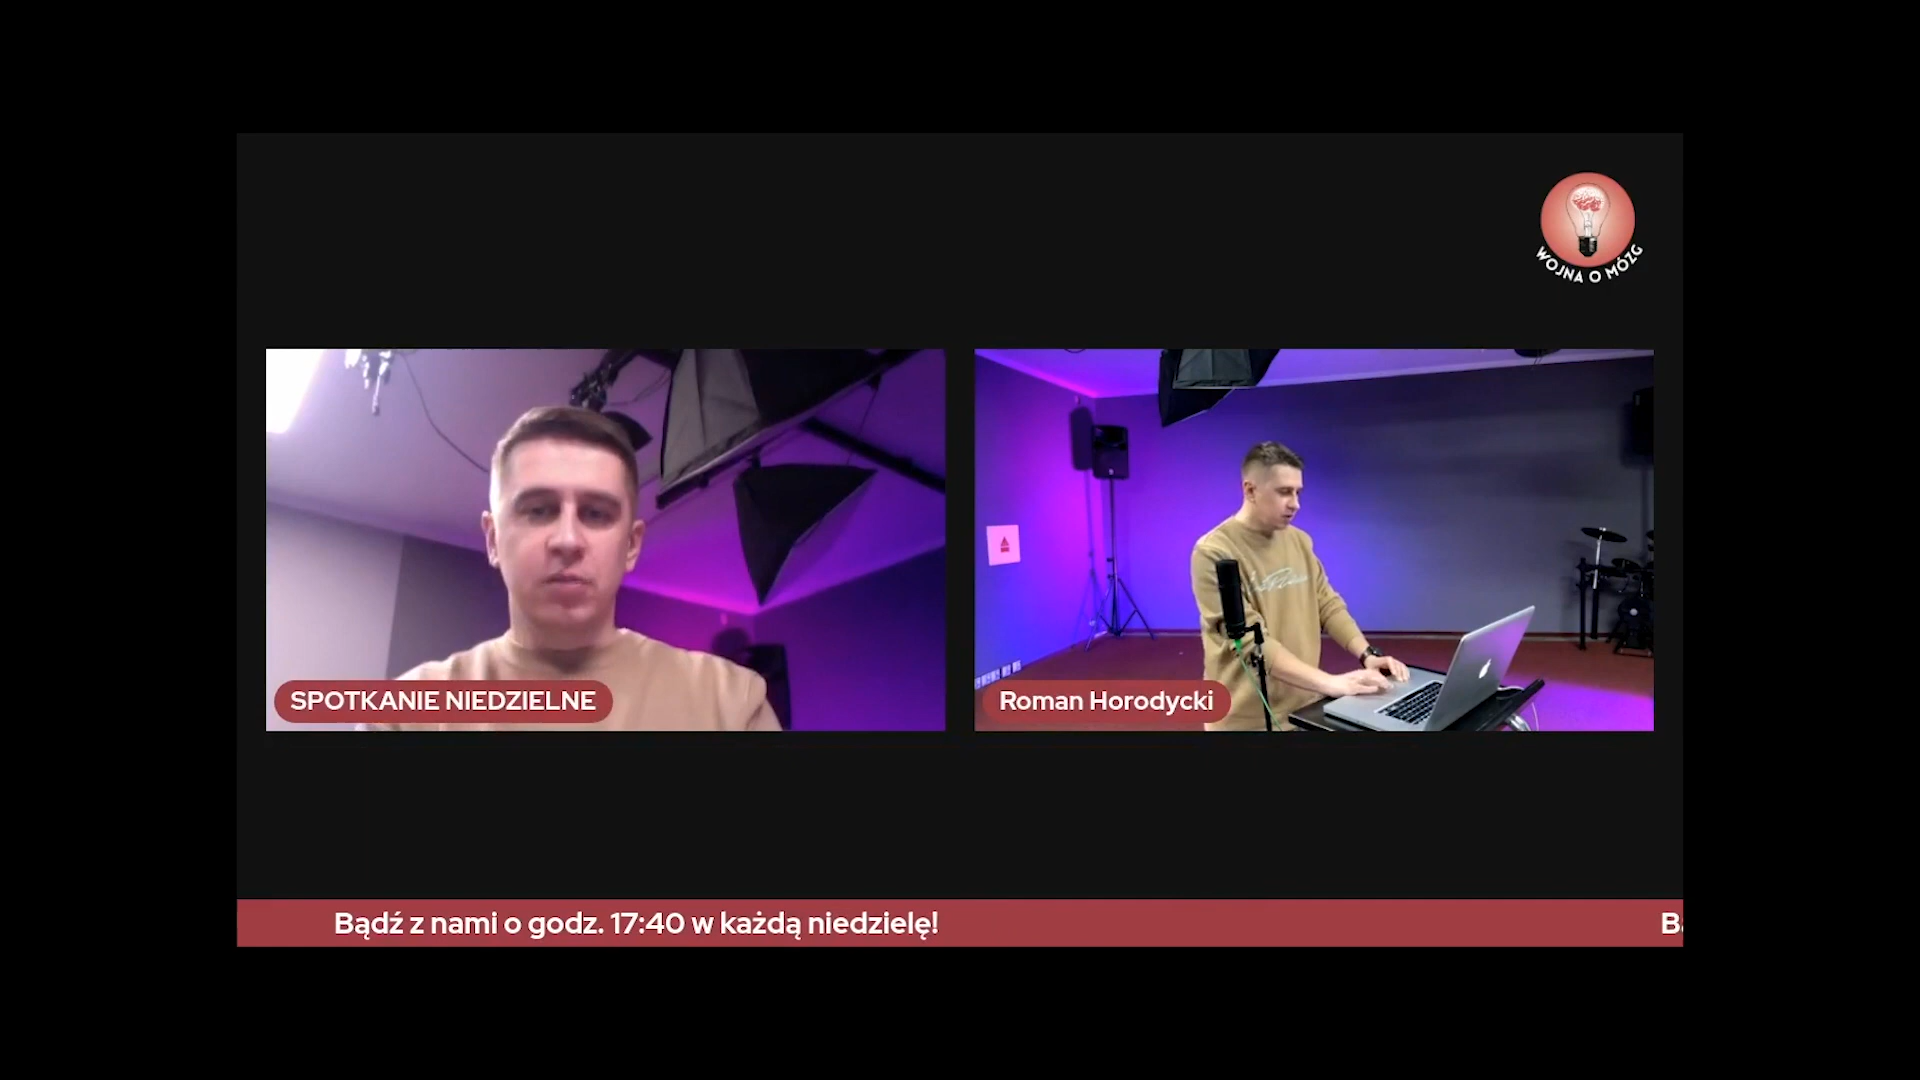 WOJNA O MÓZG
SPOTKANIE NIEDZIELNE
Roman Horodycki
Bądź z nami o godz. 17:40 w każdą niedzielę!